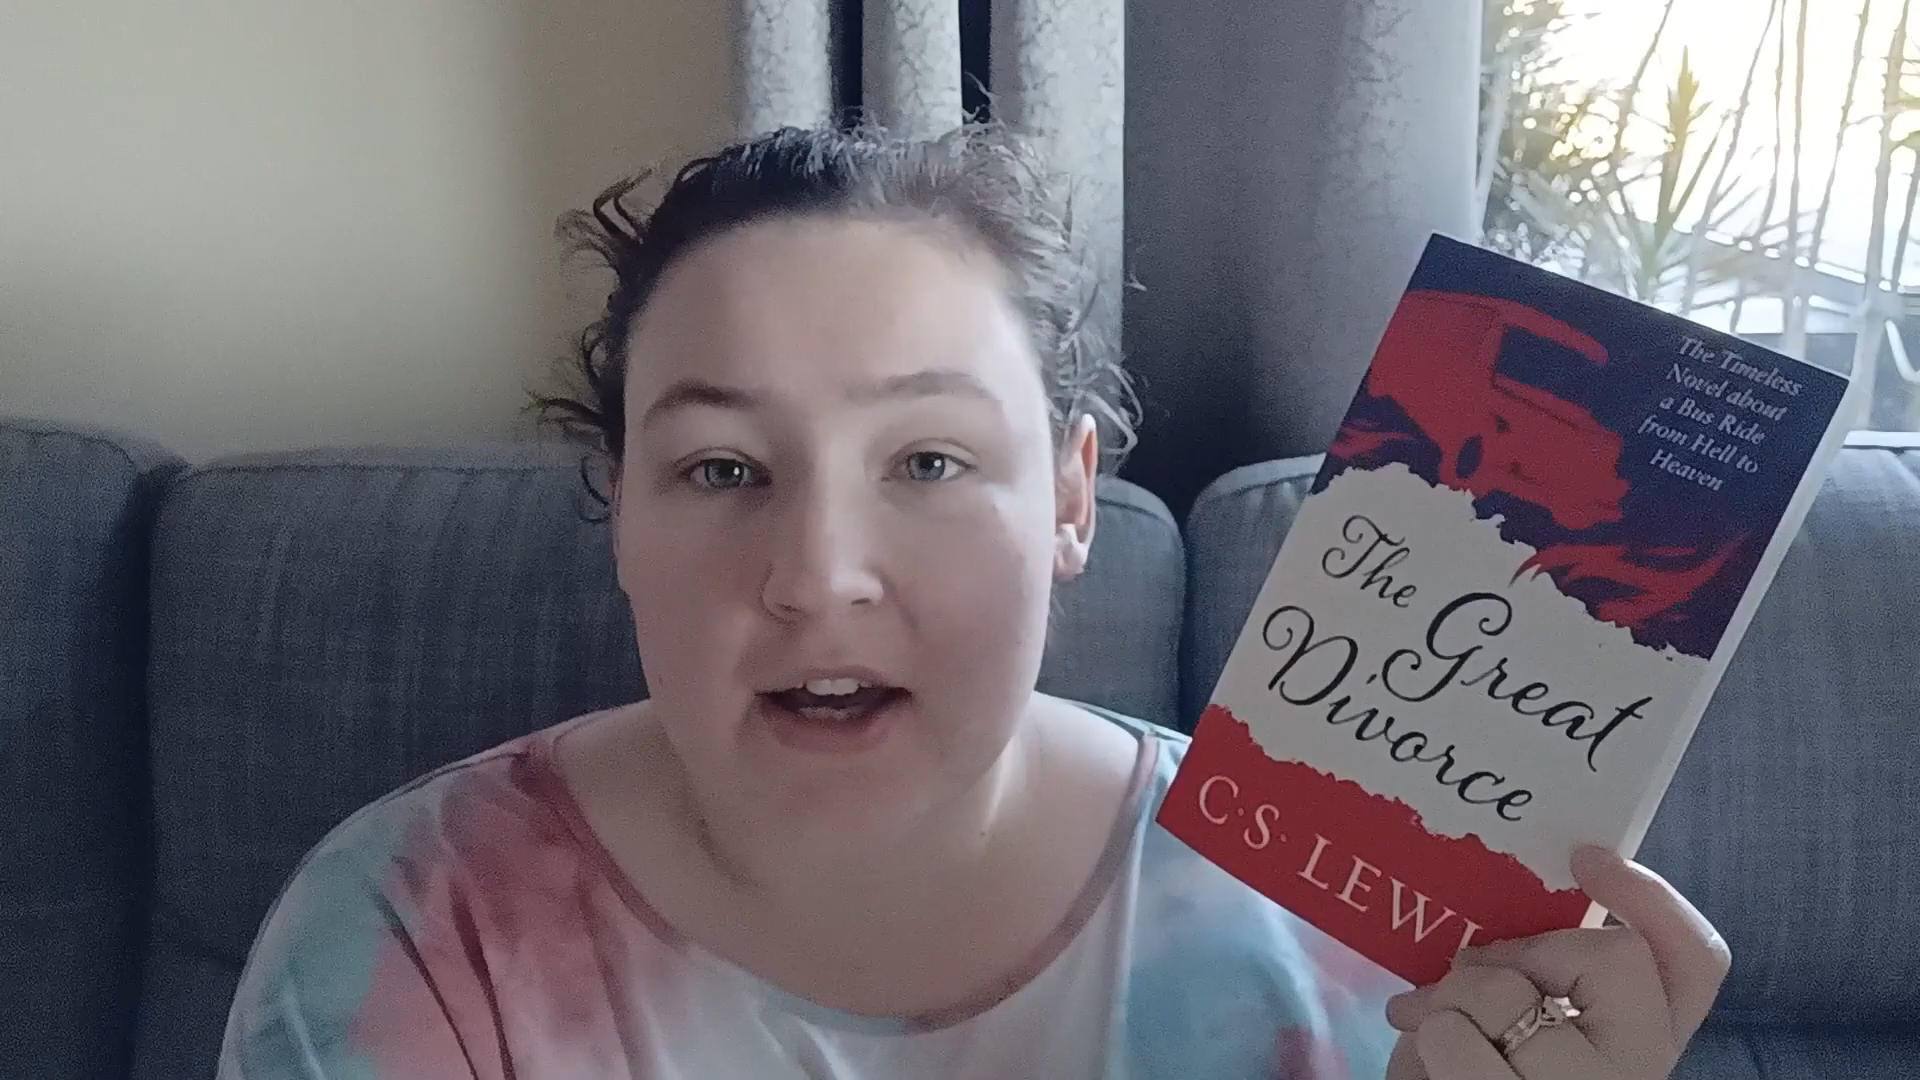 The Timeless
Novel about
a Bus Ride
from Hell to
Heaven
The Great
Divorce
C·S· LEWI